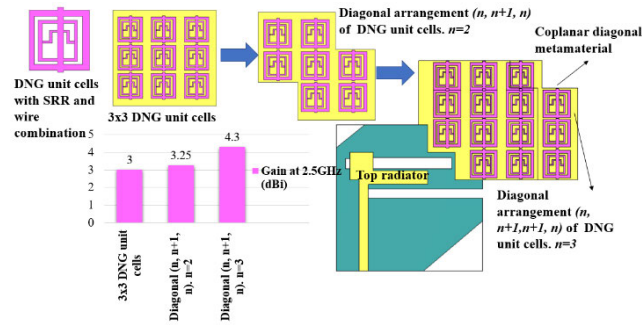 Diagonal arrangement (n, n+1, n)
of DNG unit cells. n=2
Coplanar diagonal
metamaterial
DNG unit cells
with SRR and
wire
combination
3x3 DNG unit cells
5
4
3
2
1
0
3
3.25
4.3
Gain at 2.5GHz
(dBi)
3x3 DNG unit
cells
Diagonal (n, n+1,
n). n=2
Diagonal (n, n+1,
n). n=3
Top radiator
Diagonal
arrangement (n,
n+1,n+1, n) of DNG
unit cells. n=3